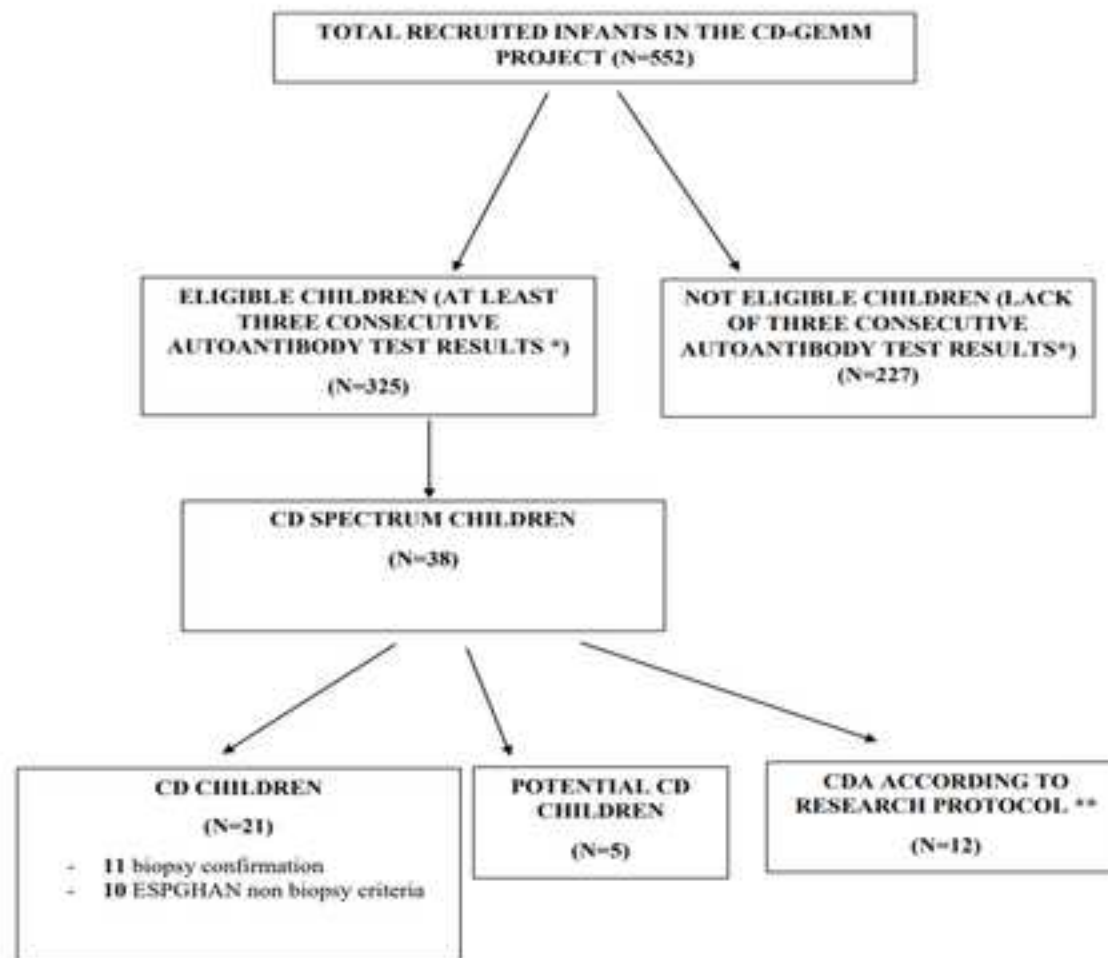 TOTAL RECRUITED INFANTS IN THE CD-GEMM
PROJECT (N=552)
ELIGIBLE CHILDREN (AT LEAST
THREE CONSECUTIVE
AUTOANTIBODY TEST RESULTS *)
(N=325)
NOT ELIGIBLE CHILDREN (LACK
OF THREE CONSECUTIVE
AUTOANTIBODY TEST RESULTS*)
(N=227)
CD SPECTRUM CHILDREN
(N=38)
CD CHILDREN
(N=21)
- 11 biopsy confirmation
- 10 ESPGHAN non biopsy criteria
POTENTIAL CD
CHILDREN
(N=5)
CDA ACCORDING TO
RESEARCH PROTOCOL **
(N=12)